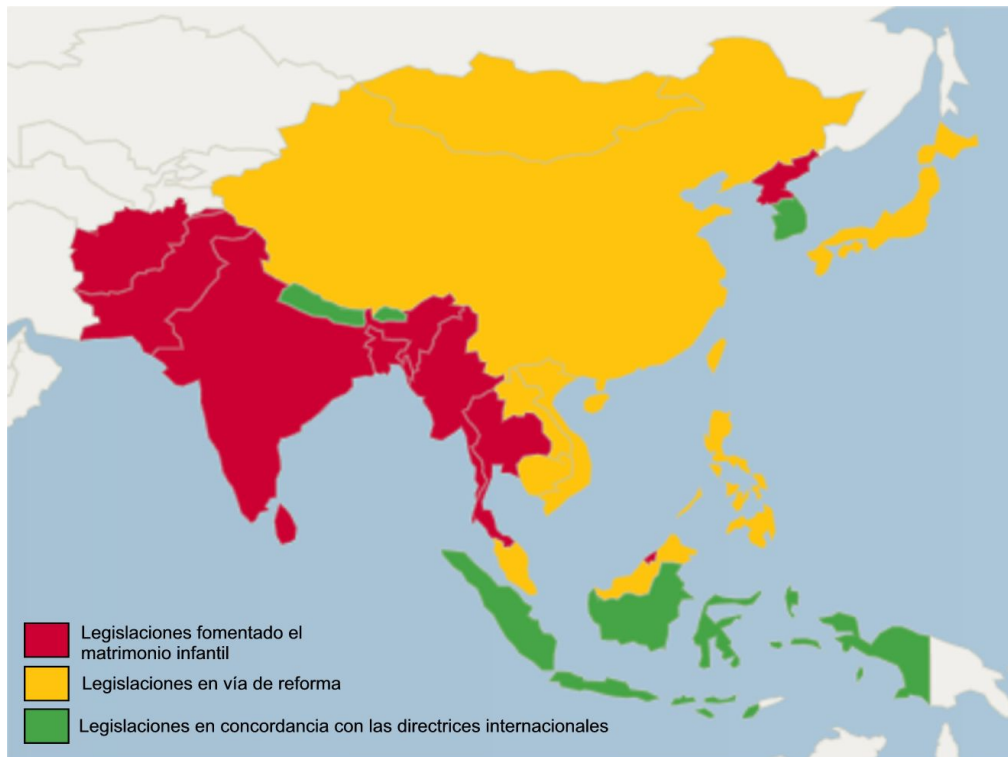 Legislaciones fomentado el
matrimonio infantil
Legislaciones en vía de reforma
Legislaciones en concordancia con las directrices internacionales